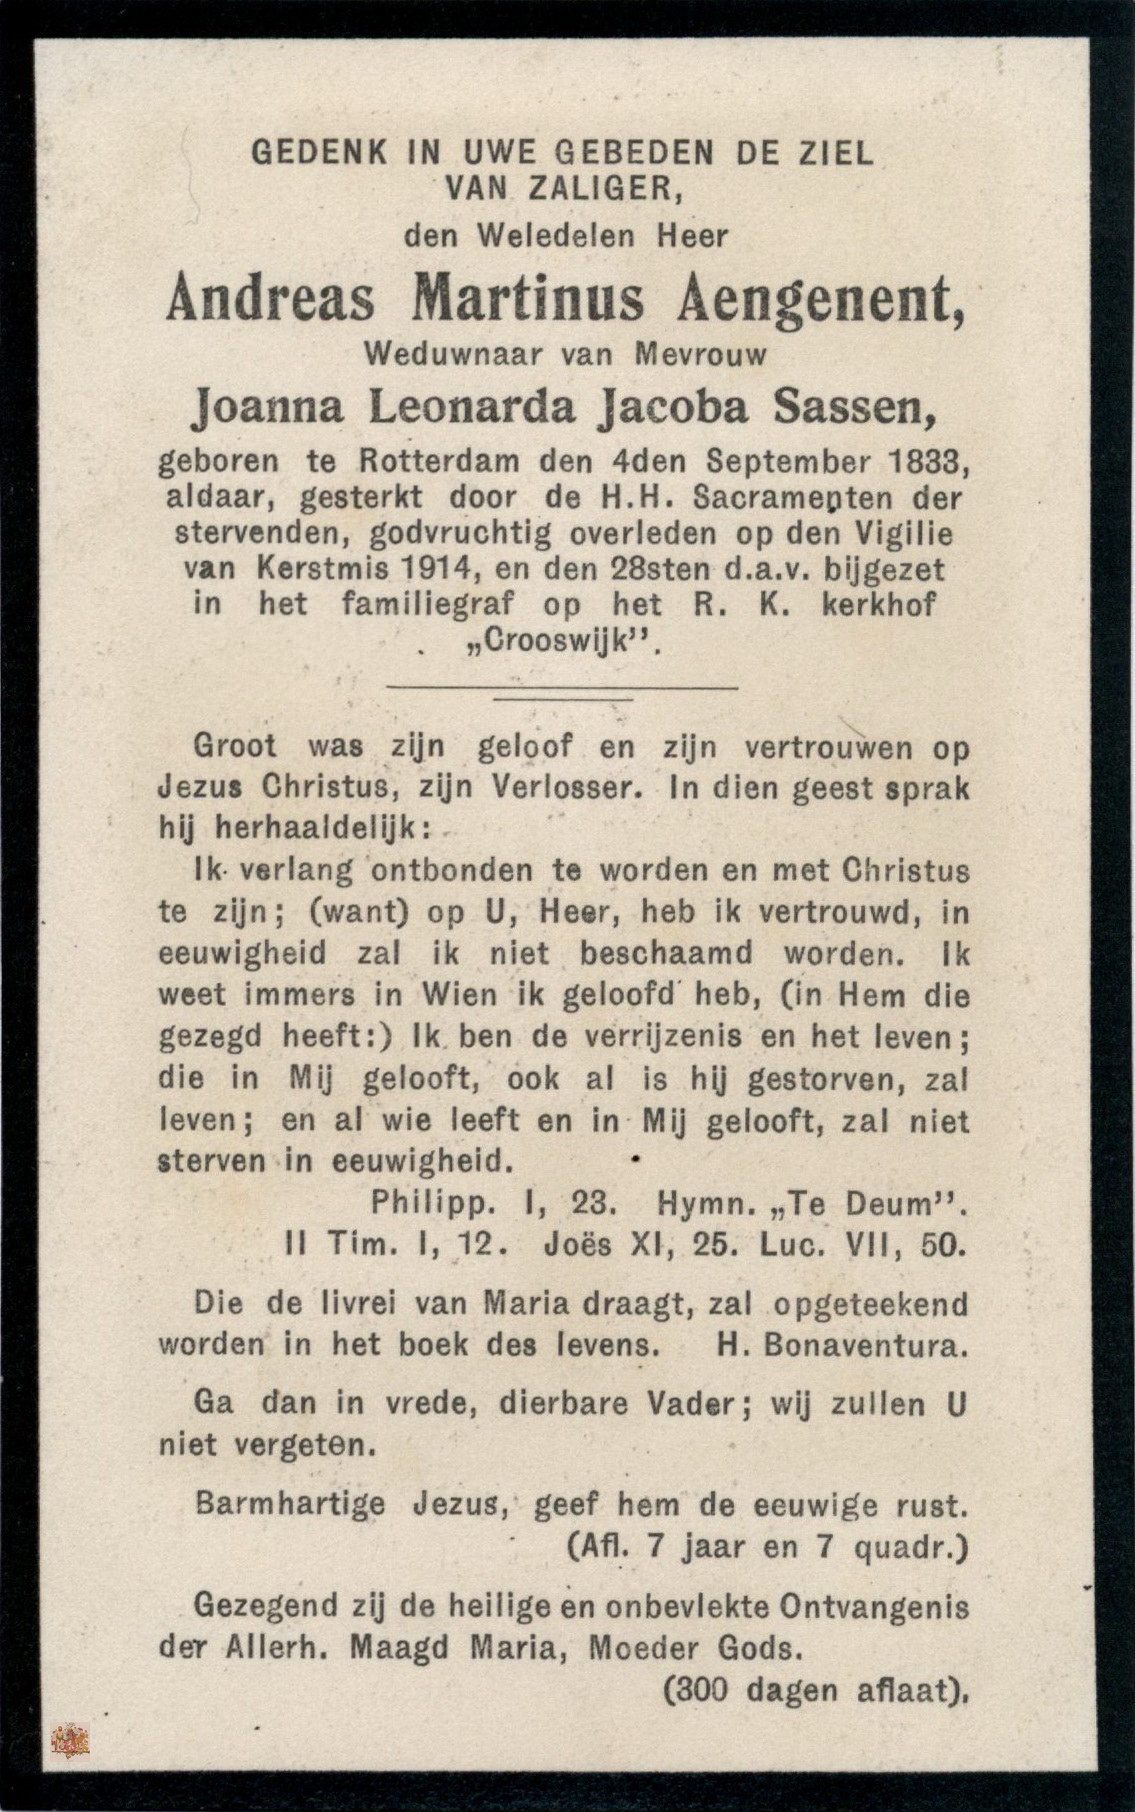 GEDENK IN UWE GEBEDEN DE ZIEL
VAN ZALIGER,
den Weledelen Heer
Andreas Martinus Aengenent,
Weduwnaar van Mevrouw
Joanna Leonarda Jacoba Sassen,
geboren te Rotterdam den 4den September 1833,
aldaar, gesterkt door de H.H. Sacramenten der
stervenden, godvruchtig overleden op den Vigilie
van Kerstmis 1914, en den 28sten d.a.v. bijgezet
in het familiegraf op het R. K. kerkhof
„Crooswijk”.
Groot was zijn geloof en zijn vertrouwen op
Jezus Christus, zijn Verlosser. In dien geest sprak
hij herhaaldelijk:
Ik verlang ontbonden te worden en met Christus
te zijn; (want) op U, Heer, heb ik vertrouwd, in
eeuwigheid zal ik niet beschaamd worden. Ik
weet immers in Wien ik geloofd heb, (in Hem die
gezegd heeft:) Ik ben de verrijzenis en het leven;
die in Mij gelooft, ook al is hij gestorven, zal
leven; en al wie leeft en in Mij gelooft, zal niet
sterven in eeuwigheid.
Philipp. I, 23. Hymn. „Te Deum”.
II Tim. I, 12. Joës XI, 25. Luc. VII, 50.
Die de livrei van Maria draagt, zal opgeteekend
worden in het boek des levens. H. Bonaventura.
Ga dan in vrede, dierbare Vader; wij zullen U
niet vergeten.
Barmhartige Jezus, geef hem de eeuwige rust.
(Afl. 7 jaar en 7 quadr.)
Gezegend zij de heilige en onbevlekte Ontvangenis
der Allerh. Maagd Maria, Moeder Gods.
(300 dagen aflaat).